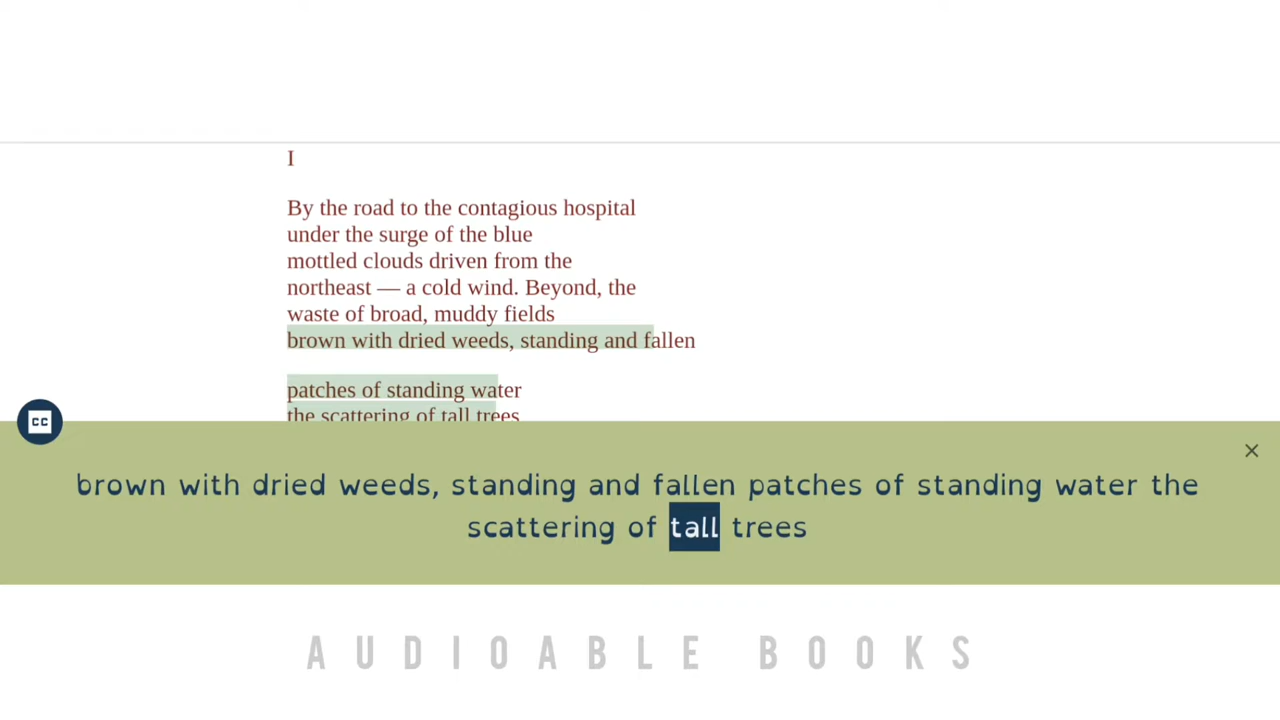 I
By the road to the contagious hospital
under the surge of the blue
mottled clouds driven from the
northeast — a cold wind. Beyond, the
waste of broad, muddy fields
brown with dried weeds, standing and fallen
patches of standing water
the scattering of tall trees
CC
brown with dried weeds, standing and fallen patches of standing water the
scattering of tall trees
AUDIOABLE BOOKS